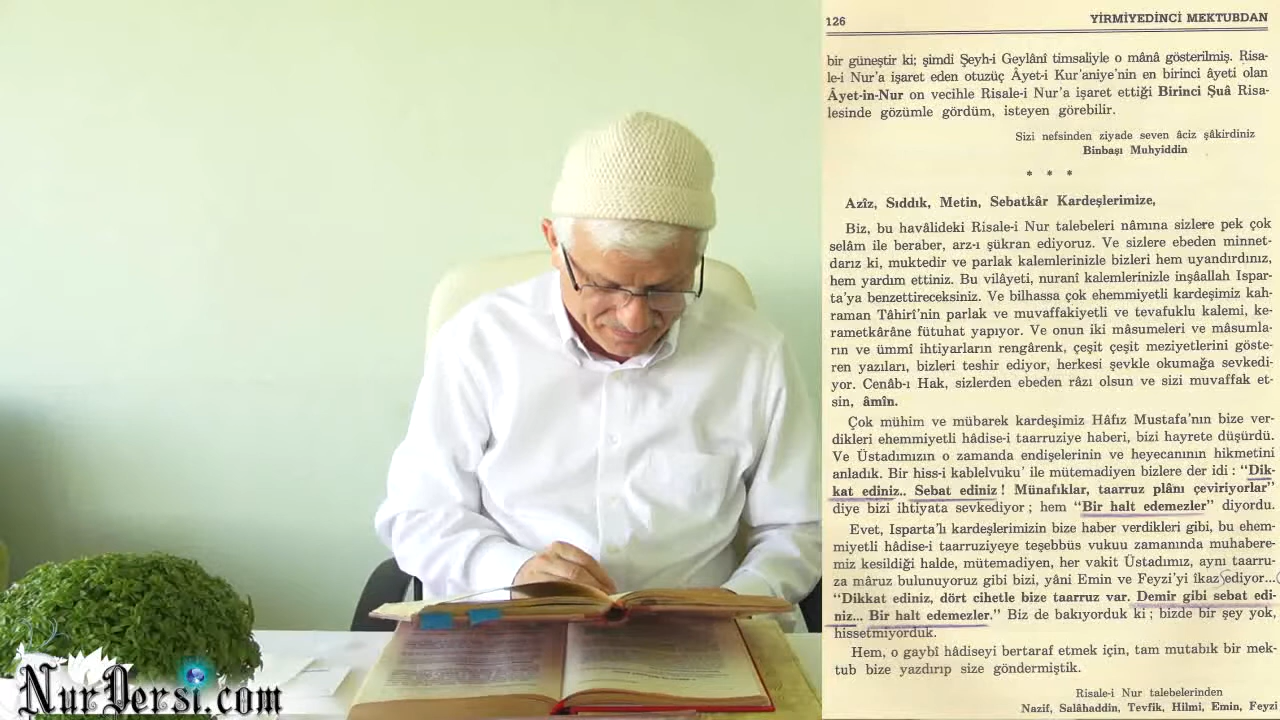 126 YİRMİYEDİNCİ MEKTUBDAN
bir güneştir ki; şimdi Şeyh-i Geylânî timsaliyle o mânâ gösterilmiş. Risa-
le-i Nur'a işaret eden otuzüç Âyet-i Kur'aniye'nin en birinci âyeti olan
Âyet-in-Nur on vecihle Risale-i Nur'a işaret ettiği Birinci Şuâ Risa-
lesinde gözümle gördüm, isteyen görebilir.
Sizi nefsinden ziyade seven âciz şâkirdiniz
Binbaşı Muhyiddin
* * *
Azîz, Sıddık, Metin, Sebatkâr Kardeşlerimize,
Biz, bu havâlideki Risale-i Nur talebeleri nâmına sizlere pek çok
selâm ile beraber, arz-ı şükran ediyoruz. Ve sizlere ebeden minnet-
darız ki, muktedir ve parlak kalemlerinizle bizleri hem uyandırdınız,
hem yardım ettiniz. Bu vilâyeti, nuranî kalemlerinizle inşâallah Ispar-
ta'ya benzettireceksiniz. Ve bilhassa çok ehemmiyetli kardeşimiz kah-
raman Tâhirî'nin parlak ve muvaffakiyetli ve tevafuklu kalemi, ke-
rametkârâne fütuhat yapıyor. Ve onun iki mâsumeleri ve mâsumla-
rın ve ümmî ihtiyarların rengârenk, çeşit çeşit meziyetlerini göste-
ren yazıları, bizleri teshir ediyor, herkesi şevkle okumağa sevkedi-
yor. Cenâb-ı Hak, sizlerden ebeden râzı olsun ve sizi muvaffak et-
sin, âmîn.
Çok mühim ve mübarek kardeşimiz Hâfız Mustafa'nın bize ver-
dikleri ehemmiyetli hâdise-i taarruziye haberi, bizi hayrete düşürdü.
Ve Üstadımızın o zamanda endişelerinin ve heyecanının hikmetini
anladık. Bir hiss-i kablelvuku' ile mütemadiyen bizlere der idi : "Dik-
kat ediniz.. Sebat ediniz ! Münafıklar, taarruz plânı çeviriyorlar"
diye bizi ihtiyata sevkediyor ; hem "Bir halt edemezler" diyordu.
Evet, Isparta'lı kardeşlerimizin bize haber verdikleri gibi, bu ehem-
miyetli hâdise-i taarruziyeye teşebbüs vukuu zamanında muhabere-
miz kesildiği halde, mütemadiyen, her vakit Üstadımız, aynı taarru-
za mâruz bulunuyoruz gibi bizi, yâni Emin ve Feyzi'yi îkaz ediyor...
"Dikkat ediniz, dört cihetle bize taarruz var. Demir gibi sebat edi-
niz... Bir halt edemezler." Biz de bakıyorduk ki ; bizde bir şey yok,
hissetmiyorduk.
Hem, o gaybî hâdiseyi bertaraf etmek için, tam mutabık bir mek-
tub bize yazdırıp size göndermiştik.
Risale-i Nur talebelerinden
Nazif, Salâhaddin, Tevfik, Hilmi, Emin, Feyzi
NurDersi.com